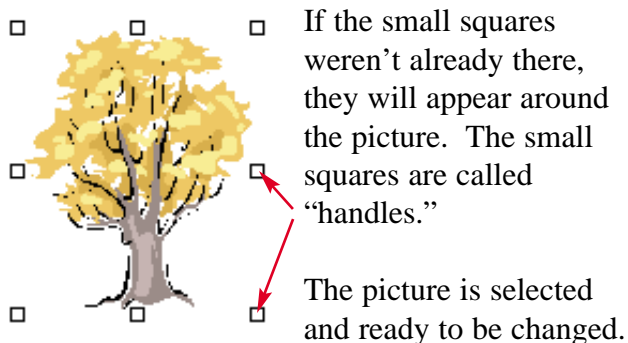 If the small squares
weren't already there,
they will appear around
the picture.  The small
squares are called
“handles.”
The picture is selected
and ready to be changed.